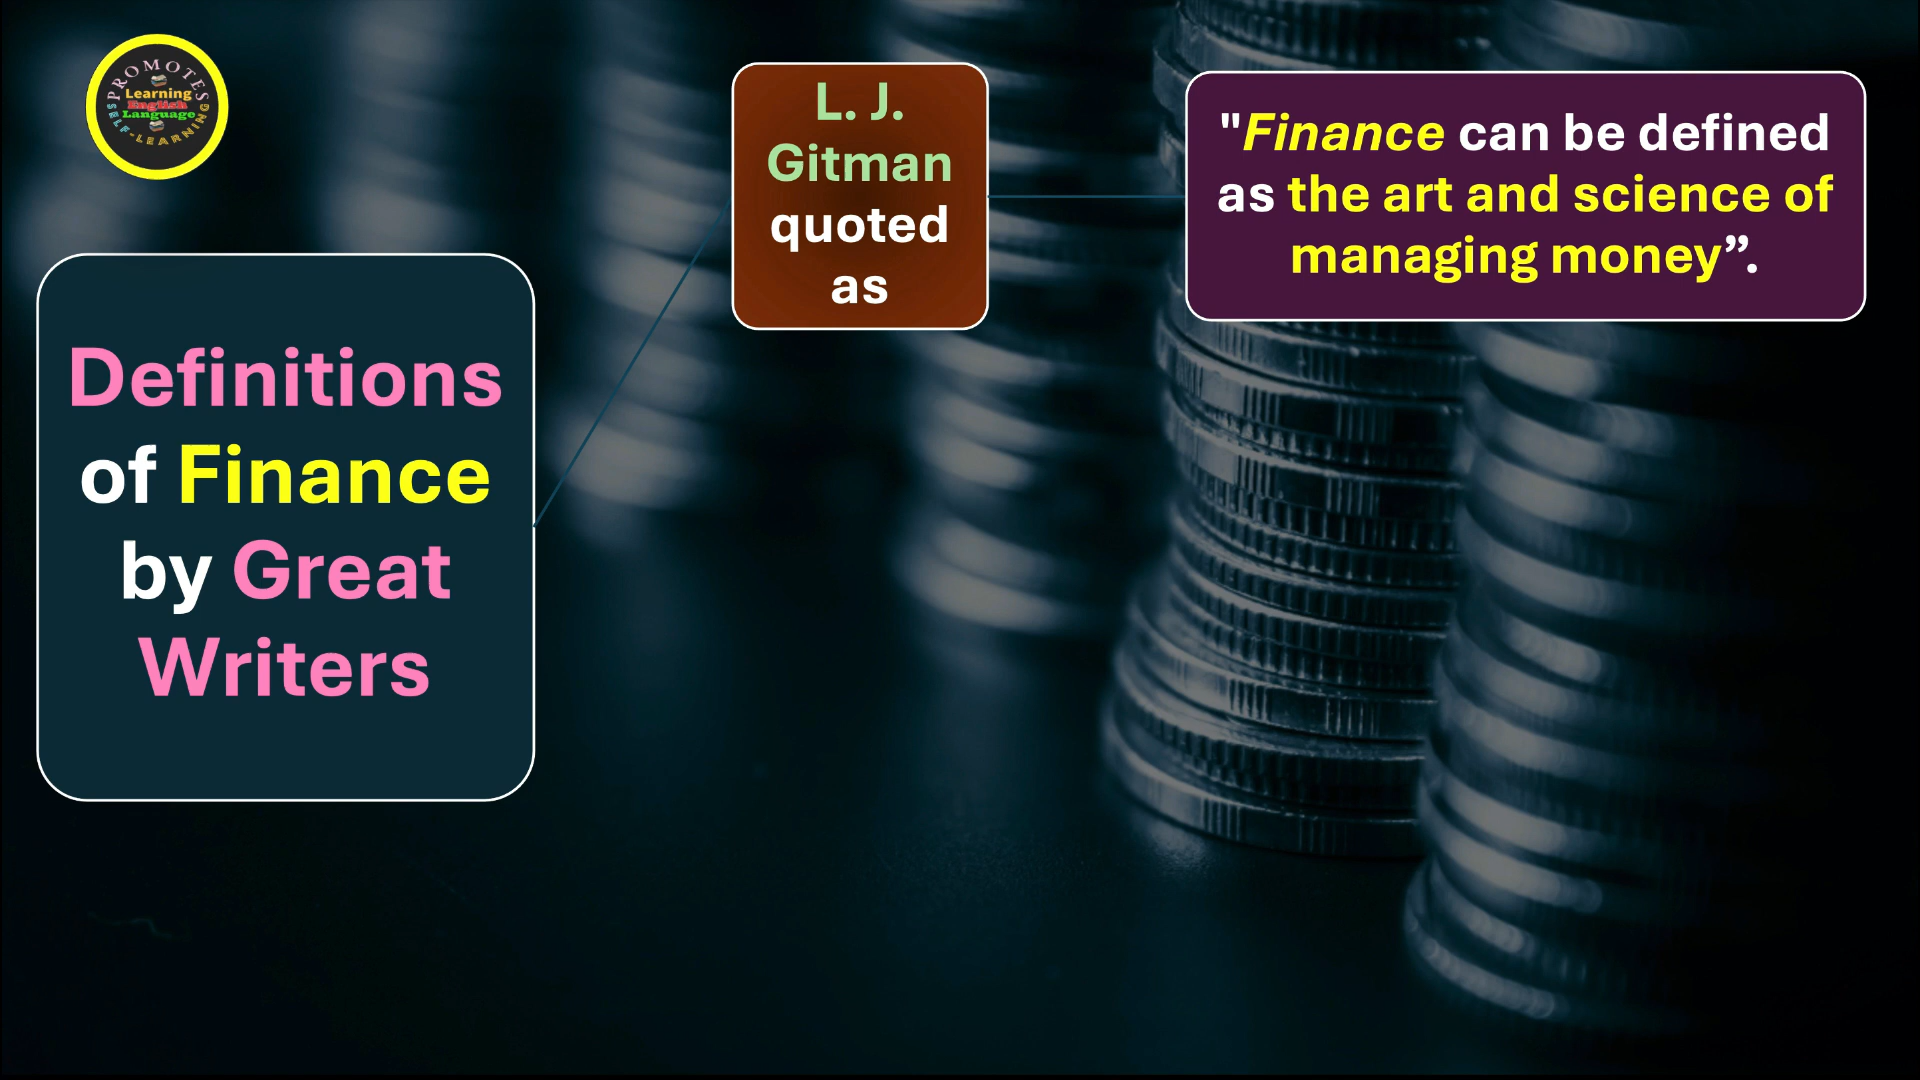 PROMOTES
Learning
English
Language
SELF-LEARNING
Definitions
of Finance
by Great
Writers
L. J.
Gitman
quoted
as
"Finance can be defined
as the art and science of
managing money”.